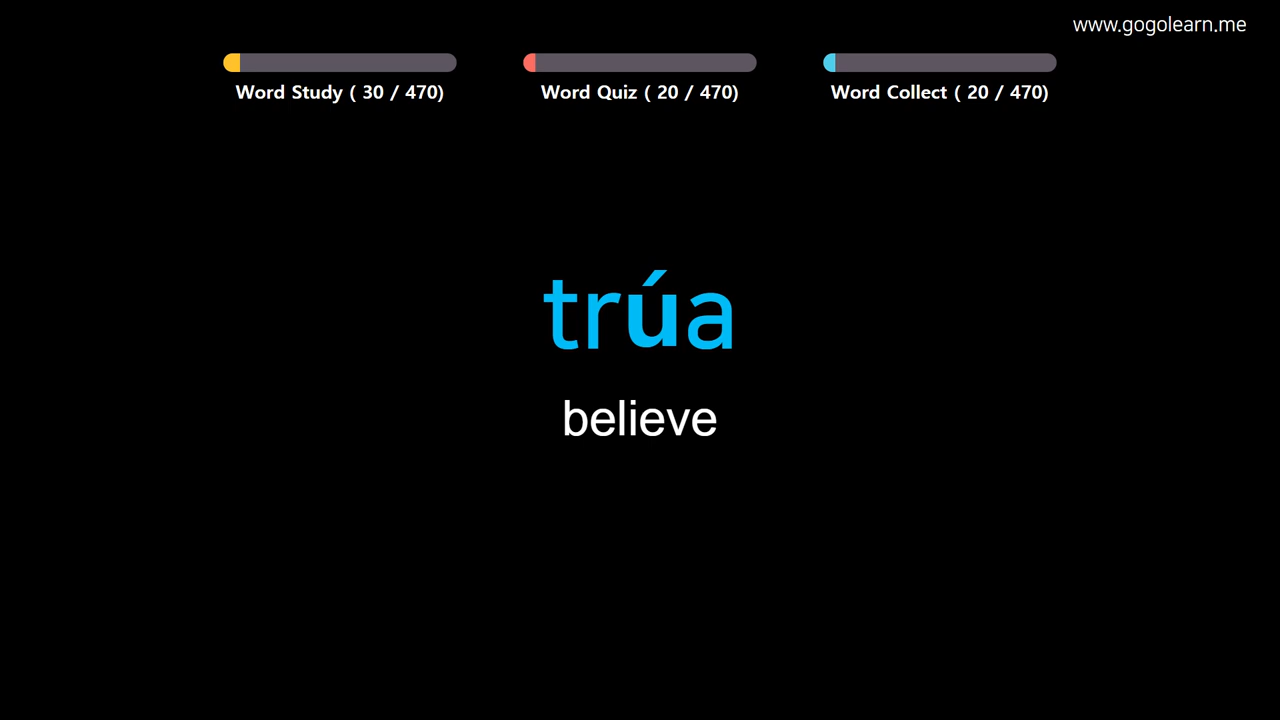 www.gogolearn.me
Word Study ( 30 / 470)
Word Quiz ( 20 / 470)
Word Collect ( 20 / 470)
trúa
believe